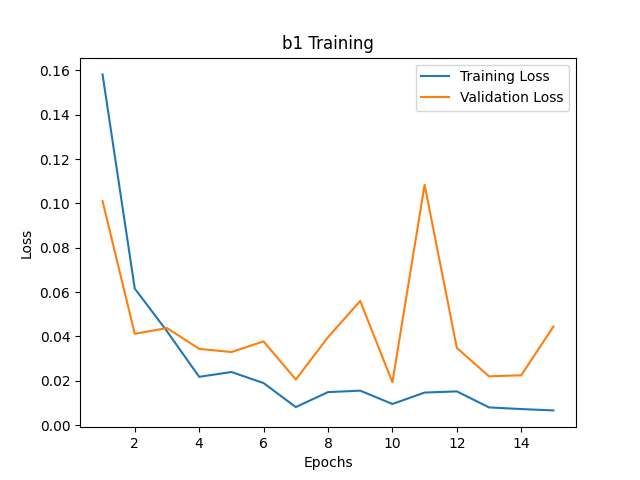 b1 Training
Training Loss
Validation Loss
0.16
0.14
0.12
0.10
0.08
0.06
0.04
0.02
0.00
Loss
2 4 6 8 10 12 14
Epochs